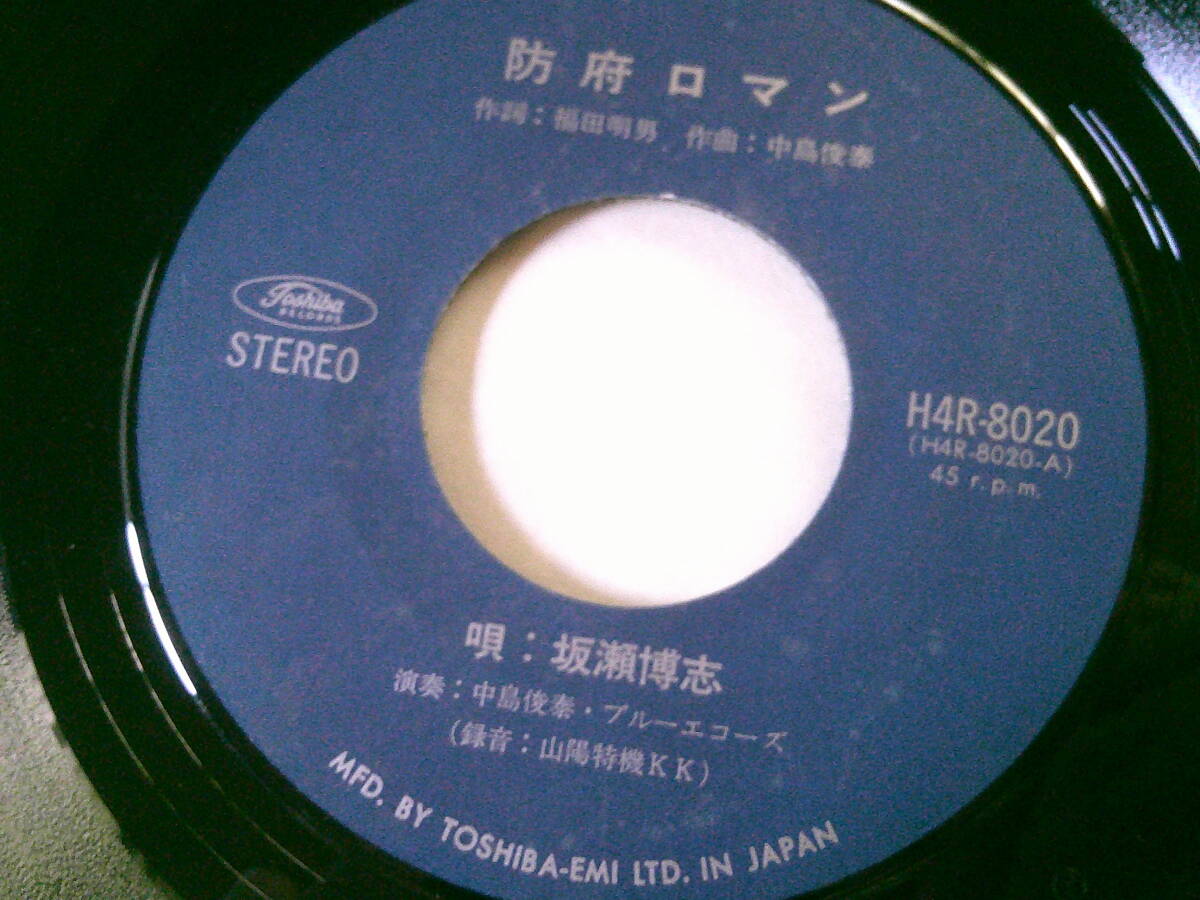 防府ロマン
作詞：福田明男 作曲：中島俊泰
Toshiba
RECORDS
STEREO
H4R-8020
(H4R-8020-A)
45 r.p.m.
唄：坂瀬博志
演奏：中島俊泰・ブルーエコーズ
(録音：山陽特機KK)
MFD. BY TOSHIBA-EMI LTD. IN JAPAN